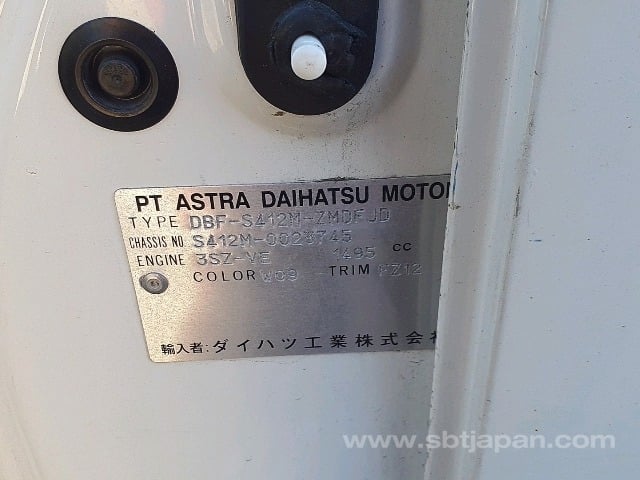 PT ASTRA DAIHATSU MOTOR
TYPE DBF-S412M-ZMDFJD
CHASSIS NO S412M-0023745
ENGINE 3SZ-VE 1495 cc
COLOR W09 TRIM FZ12
輸入者:ダイハツ工業株式会
www.sbtjapan.com